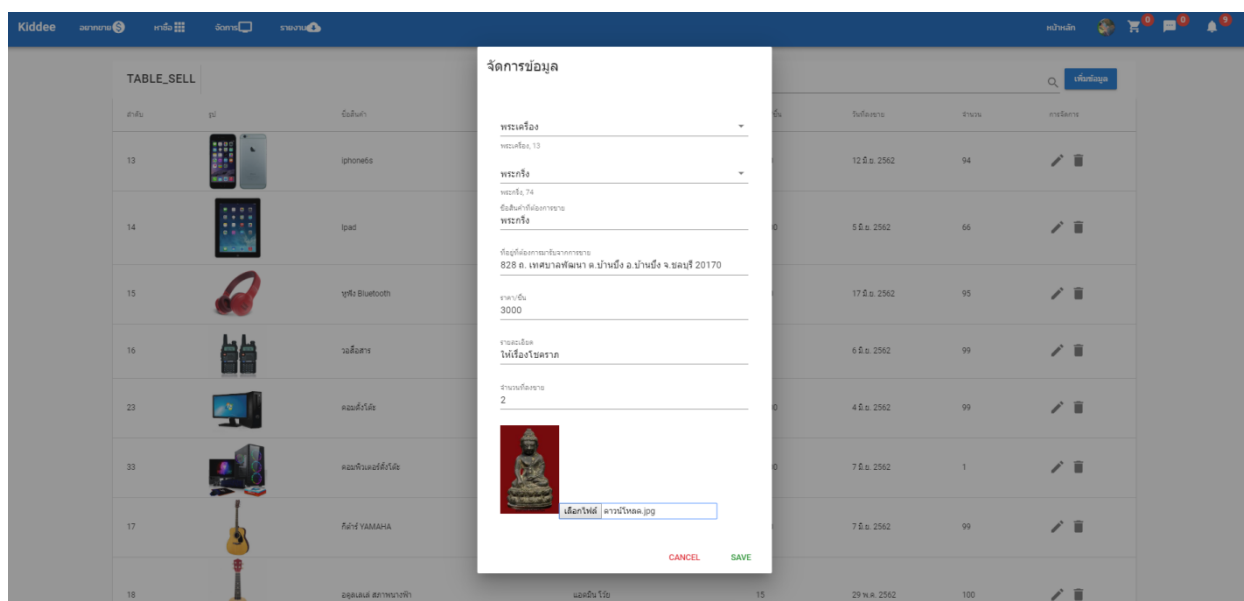 Kiddee อยากขาย หาซื้อ จัดการ รายงาน หน้าหลัก 0 0 9
TABLE_SELL เพิ่มข้อมูล
ลำดับ รูป ชื่อสินค้า วันที่ลงขาย จำนวน การจัดการ
13 iphone6s 12 มิ.ย. 2562 94
14 Ipad 5 มิ.ย. 2562 66
15 หูฟัง Bluetooth 17 มิ.ย. 2562 95
16 วอสื่อสาร 6 มิ.ย. 2562 99
23 คอมตั้งโต๊ะ 4 มิ.ย. 2562 99
33 คอมพิวเตอร์ตั้งโต๊ะ 7 มิ.ย. 2562 1
17 กีต้าร์ YAMAHA 7 มิ.ย. 2562 99
18 อคูลเลเล่ สภาพนางฟ้า แอดมิน โว้ย 15 29 พ.ค. 2562 100
จัดการข้อมูล
พระเครื่อง
พระเครื่อง, 13
พระกริ่ง
พระกริ่ง, 74
ชื่อสินค้าที่ต้องการขาย
พระกริ่ง
ที่อยู่ที่ต้องการมารับจากการขาย
828 ถ. เทศบาลพัฒนา ต.บ้านบึง อ.บ้านบึง จ.ชลบุรี 20170
ราคา/ชิ้น
3000
รายละเอียด
ให้เรื่องโชคราภ
จำนวนที่ลงขาย
2
เลือกไฟล์ ดาวน์โหลด.jpg
CANCEL SAVE